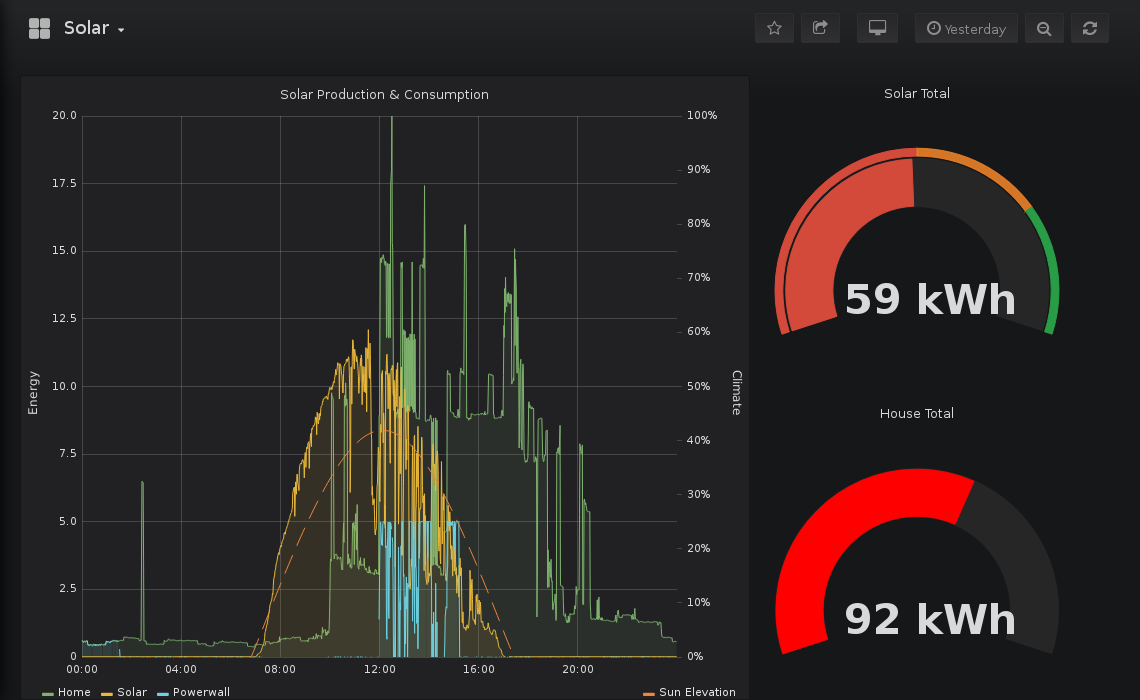 Solar
Yesterday
Solar Production & Consumption
20.0
17.5
15.0
12.5
10.0
7.5
5.0
2.5
0
Energy
100%
90%
80%
70%
60%
50%
40%
30%
20%
10%
0%
Climate
00:00 04:00 08:00 12:00 16:00 20:00
Home Solar Powerwall Sun Elevation
Solar Total
59 kWh
House Total
92 kWh